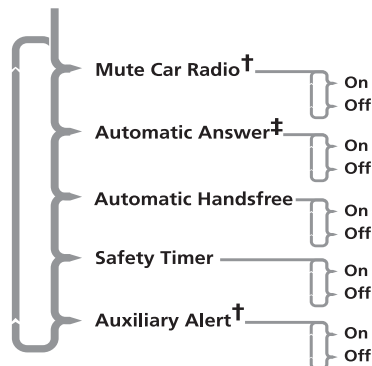 Mute Car Radio†
On
Off
Automatic Answer‡
On
Off
Automatic Handsfree
On
Off
Safety Timer
On
Off
Auxiliary Alert†
On
Off